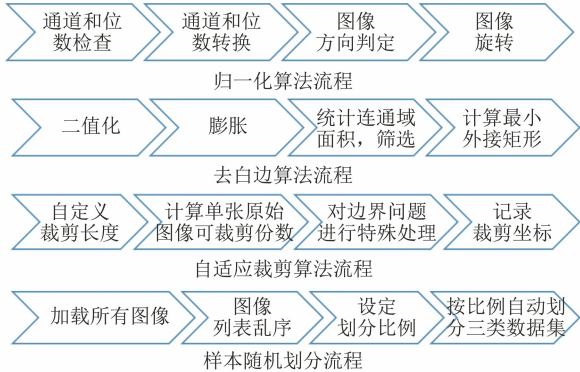 通道和位
数检查
通道和位
数转换
图像
方向判定
图像
旋转
归一化算法流程
二值化
膨胀
统计连通域
面积，筛选
计算最小
外接矩形
去白边算法流程
自定义
裁剪长度
计算单张原始
图像可裁剪份数
对边界问题
进行特殊处理
记录
裁剪坐标
自适应裁剪算法流程
加载所有图像
图像
列表乱序
设定
划分比例
按比例自动划
分三类数据集
样本随机划分流程